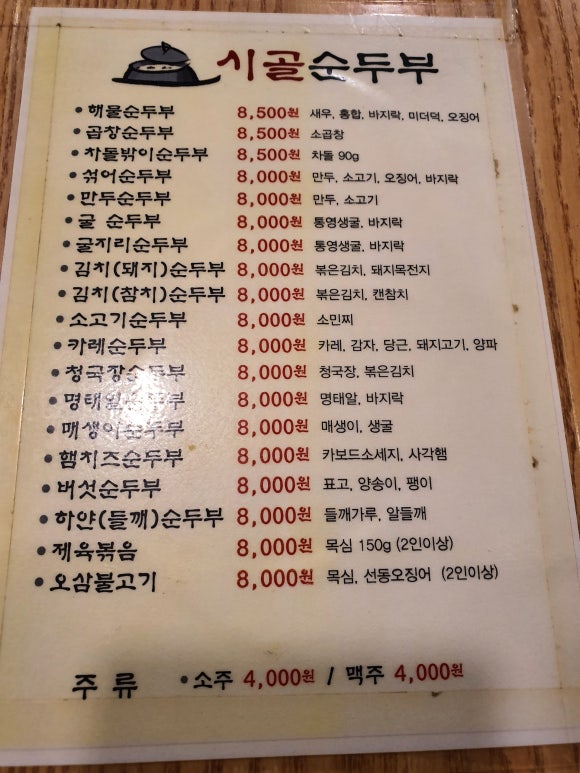 시골순두부
• 해물순두부 8,500원 새우, 홍합, 바지락, 미더덕, 오징어
• 곱창순두부 8,500원 소곱창
• 차돌밖이순두부 8,500원 차돌 90g
• 섞어순두부 8,000원 만두, 소고기, 오징어, 바지락
• 만두순두부 8,000원 만두, 소고기
• 굴 순두부 8,000원 통영생굴, 바지락
• 굴지리순두부 8,000원 통영생굴, 바지락
• 김치(돼지)순두부 8,000원 볶은김치, 돼지목전지
• 김치(참치)순두부 8,000원 볶은김치, 캔참치
• 소고기순두부 8,000원 소민찌
• 카레순두부 8,000원 카레, 감자, 당근, 돼지고기, 양파
• 청국장순두부 8,000원 청국장, 볶은김치
• 명태알순두부 8,000원 명태알, 바지락
• 매생이순두부 8,000원 매생이, 생굴
• 햄치즈순두부 8,000원 카보드소세지, 사각햄
• 버섯순두부 8,000원 표고, 양송이, 팽이
• 하얀(들깨)순두부 8,000원 들깨가루, 알들깨
• 제육볶음 8,000원 목심 150g (2인이상)
• 오삼불고기 8,000원 목심, 선동오징어 (2인이상)
주 류 • 소주 4,000원 / 맥주 4,000원